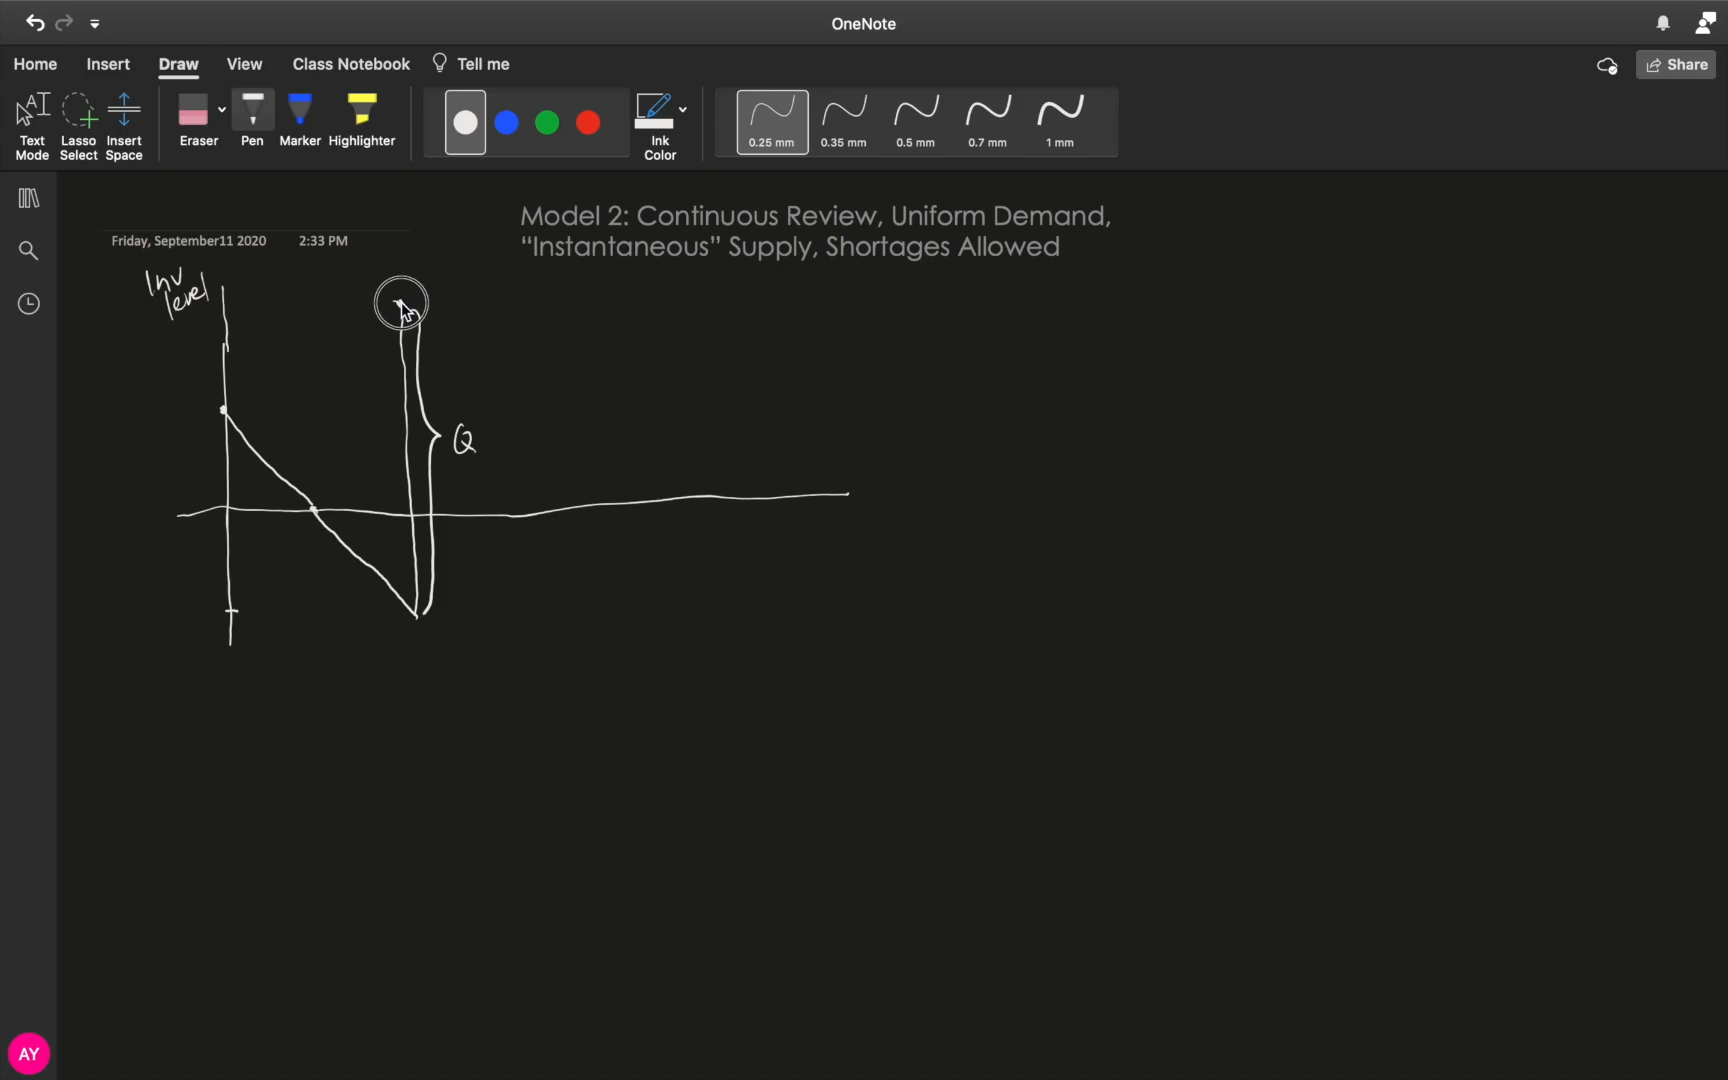 OneNote
Home Insert Draw View Class Notebook Tell me
Share
Text Mode
Lasso Select
Insert Space
Eraser
Pen
Marker
Highlighter
Ink Color
0.25 mm
0.35 mm
0.5 mm
0.7 mm
1 mm
Model 2: Continuous Review, Uniform Demand,
“Instantaneous” Supply, Shortages Allowed
Friday, September11 2020 2:33 PM
Inv
level
Q
AY